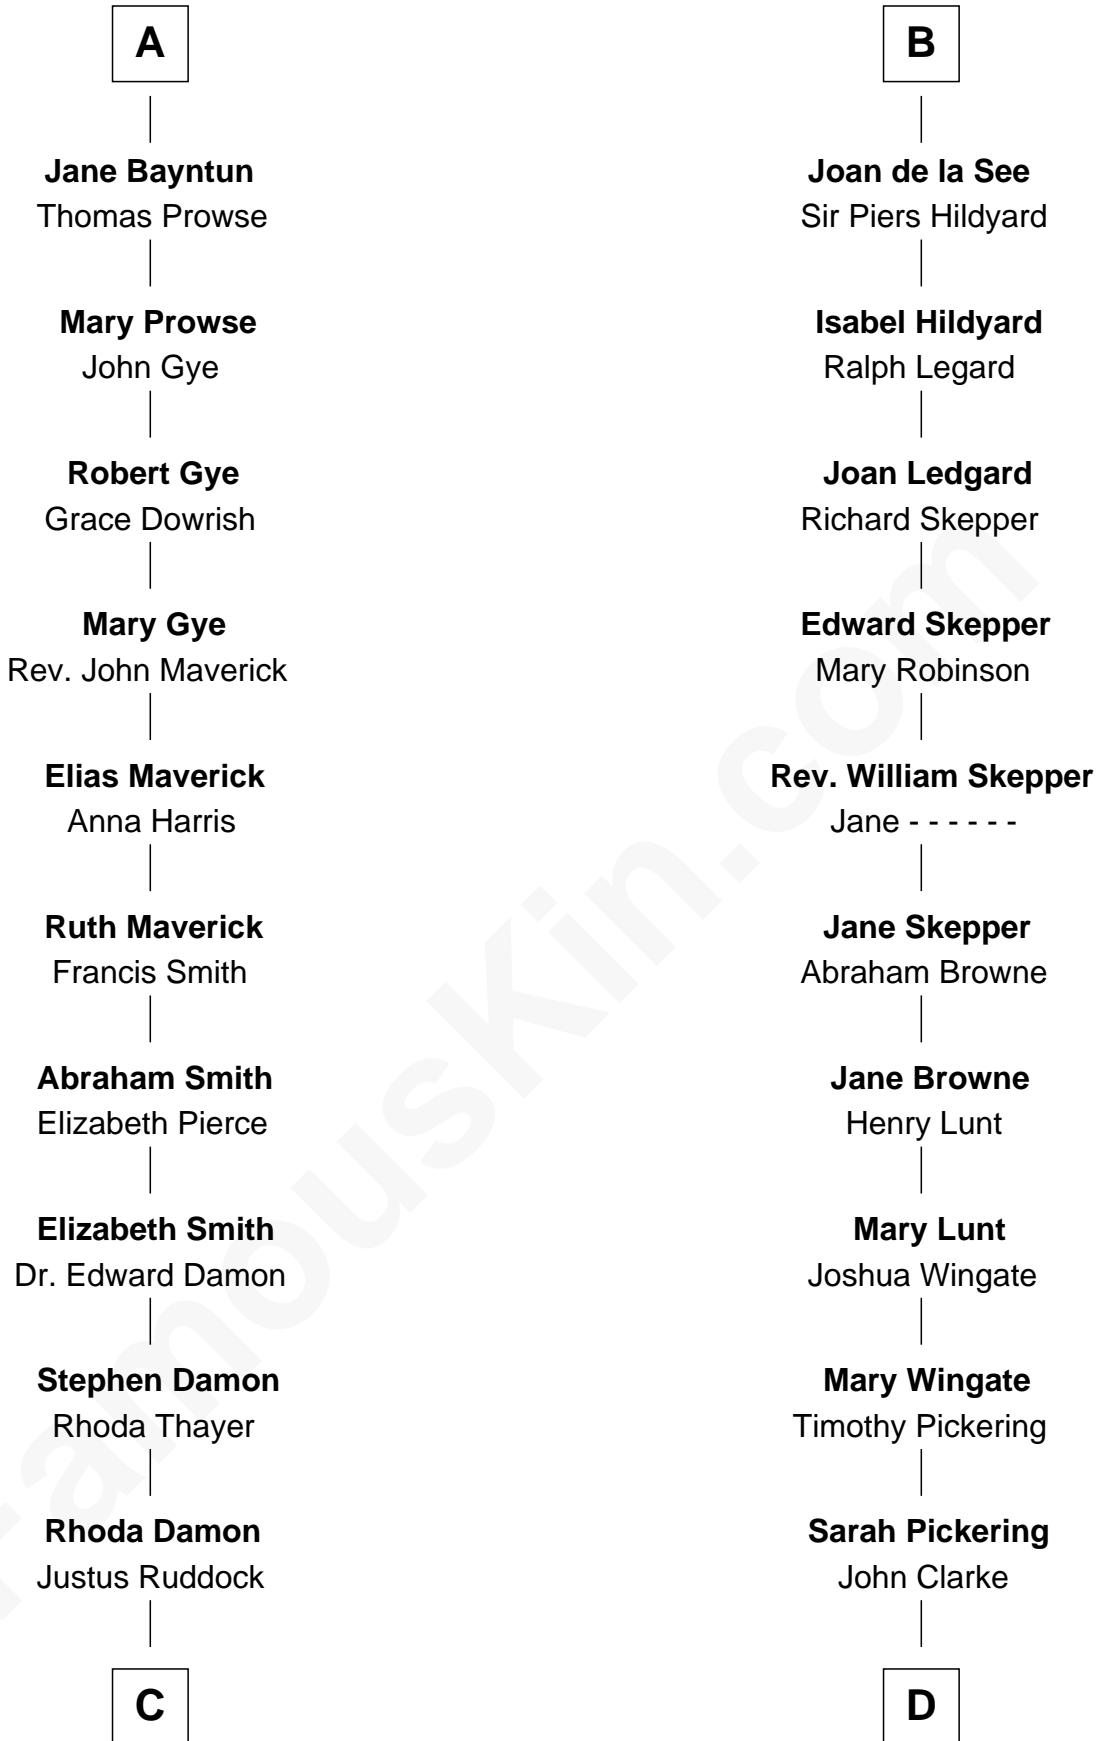 A
Jane Bayntun
Thomas Prowse
Mary Prowse
John Gye
Robert Gye
Grace Dowrish
Mary Gye
Rev. John Maverick
Elias Maverick
Anna Harris
Ruth Maverick
Francis Smith
Abraham Smith
Elizabeth Pierce
Elizabeth Smith
Dr. Edward Damon
Stephen Damon
Rhoda Thayer
Rhoda Damon
Justus Ruddock
C
B
Joan de la See
Sir Piers Hildyard
Isabel Hildyard
Ralph Legard
Joan Ledgard
Richard Skepper
Edward Skepper
Mary Robinson
Rev. William Skepper
Jane - - - - - -
Jane Skepper
Abraham Browne
Jane Browne
Henry Lunt
Mary Lunt
Joshua Wingate
Mary Wingate
Timothy Pickering
Sarah Pickering
John Clarke
D
FamousKin.com